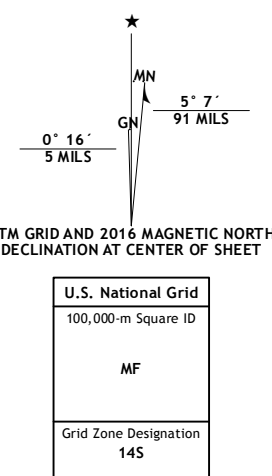 ★
MN
GN
5° 7´
91 MILS
0° 16´
5 MILS
TM GRID AND 2016 MAGNETIC NORTH
DECLINATION AT CENTER OF SHEET
U.S. National Grid
100,000-m Square ID
MF
Grid Zone Designation
14S